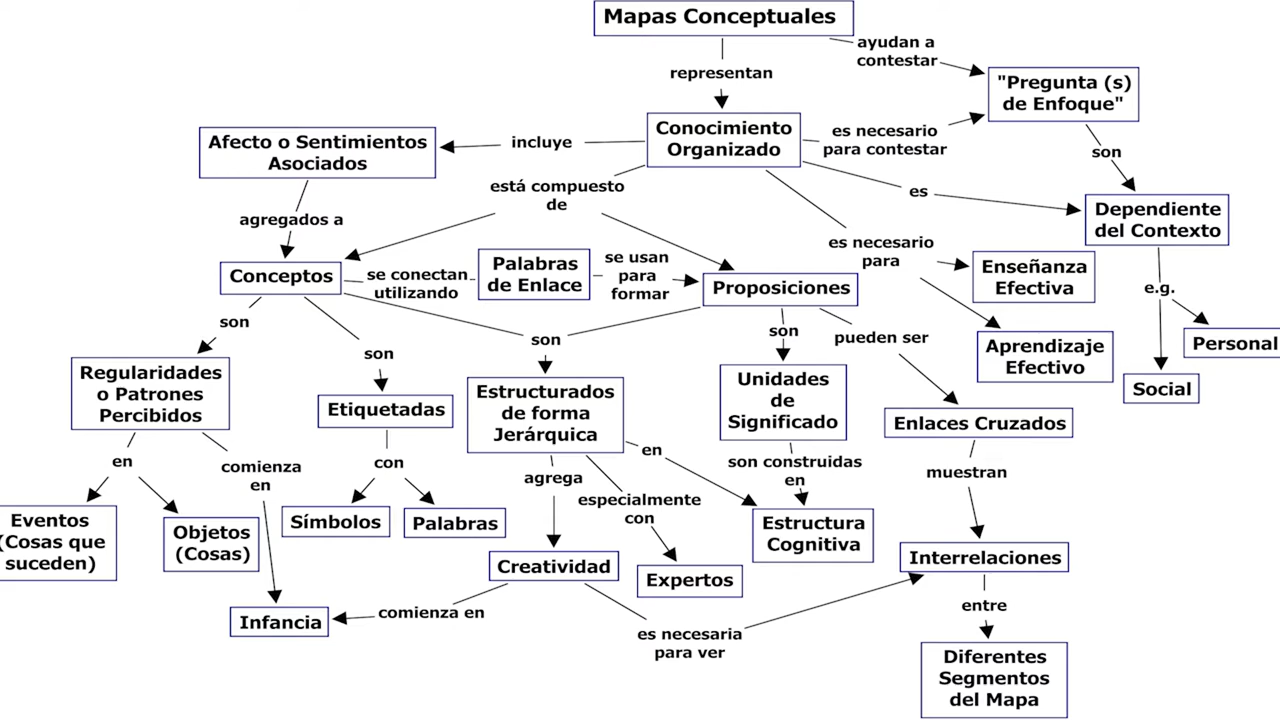 Mapas Conceptuales
ayudan a
contestar
representan
"Pregunta (s)
de Enfoque"
Conocimiento
Organizado
es necesario
para contestar
incluye
Afecto o Sentimientos
Asociados
son
está compuesto
de
es
Dependiente
del Contexto
agregados a
es necesario
para
Conceptos
se conectan
utilizando
Palabras
de Enlace
se usan
para
formar
Proposiciones
Enseñanza
Efectiva
e.g.
son
son
son
son
pueden ser
Aprendizaje
Efectivo
Personal
Social
Regularidades
o Patrones
Percibidos
Etiquetadas
Estructurados
de forma
Jerárquica
Unidades
de
Significado
Enlaces Cruzados
en
comienza
en
con
agrega
especialmente
con
en
son construidas
en
muestran
Eventos
(Cosas que
suceden)
Objetos
(Cosas)
Símbolos
Palabras
Estructura
Cognitiva
Creatividad
Expertos
Interrelaciones
Infancia
comienza en
es necesaria
para ver
entre
Diferentes
Segmentos
del Mapa